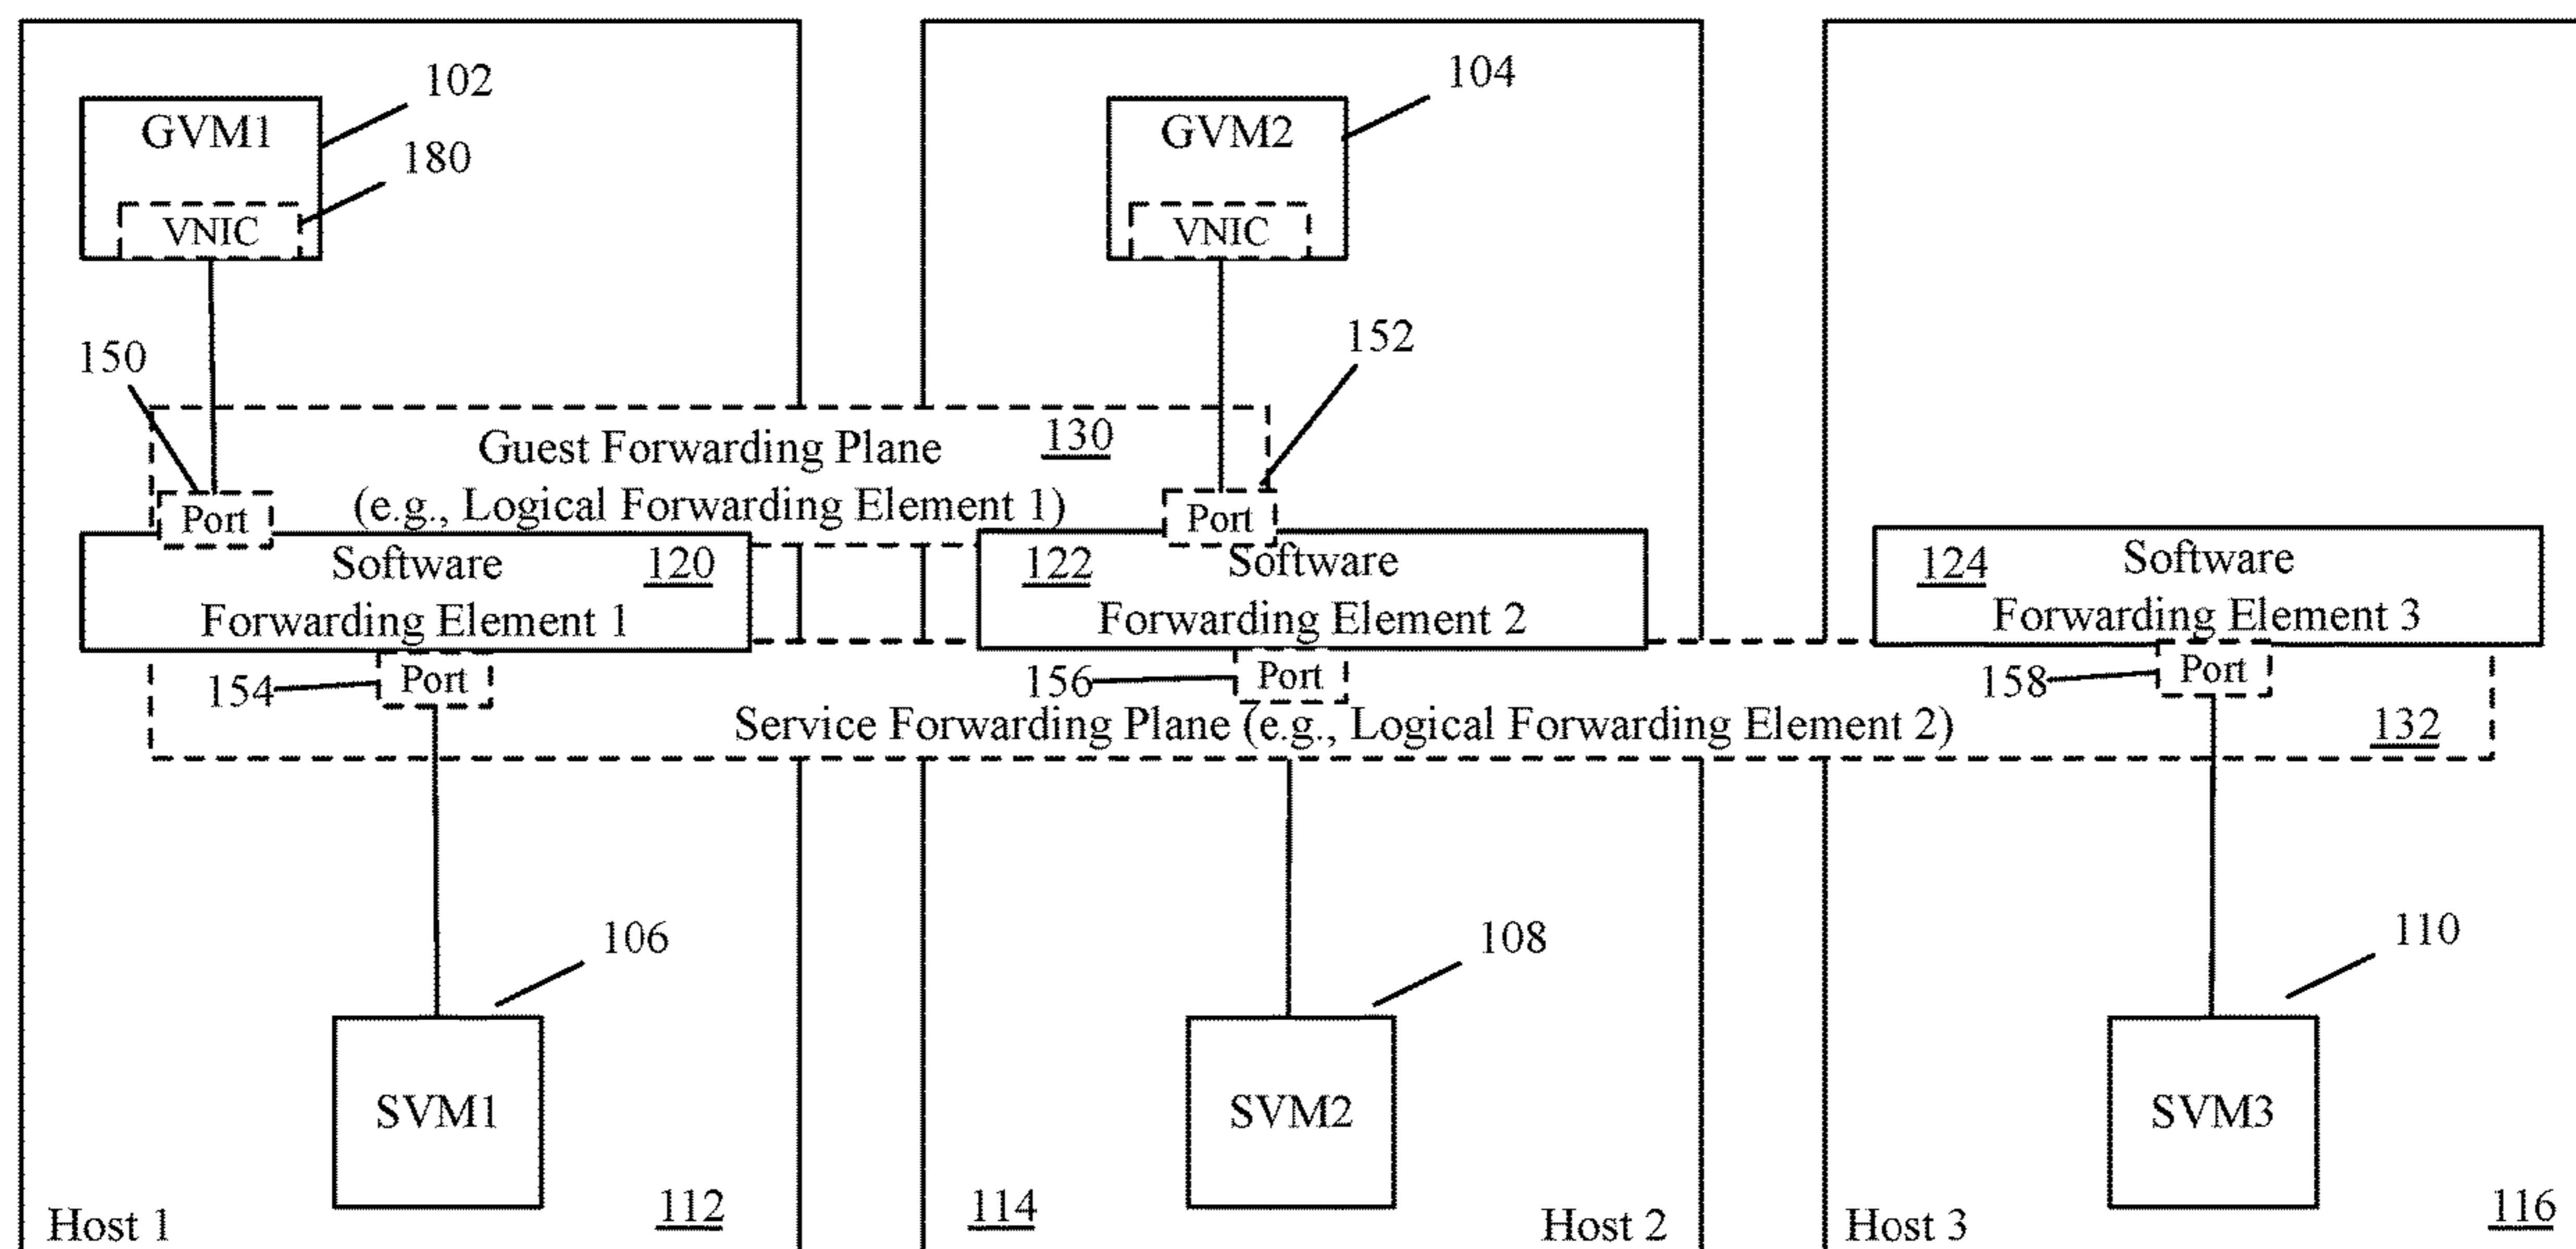 102
104
GVM1
GVM2
180
VNIC
VNIC
150
152
Guest Forwarding Plane
130
(e.g., Logical Forwarding Element 1)
Port
Port
Software
120
Forwarding Element 1
122
Software
Forwarding Element 2
124
Software
Forwarding Element 3
154
Port
156
Port
158
Port
Service Forwarding Plane (e.g., Logical Forwarding Element 2)
132
106
108
110
SVM1
SVM2
SVM3
Host 1
112
114
Host 2
Host 3
116